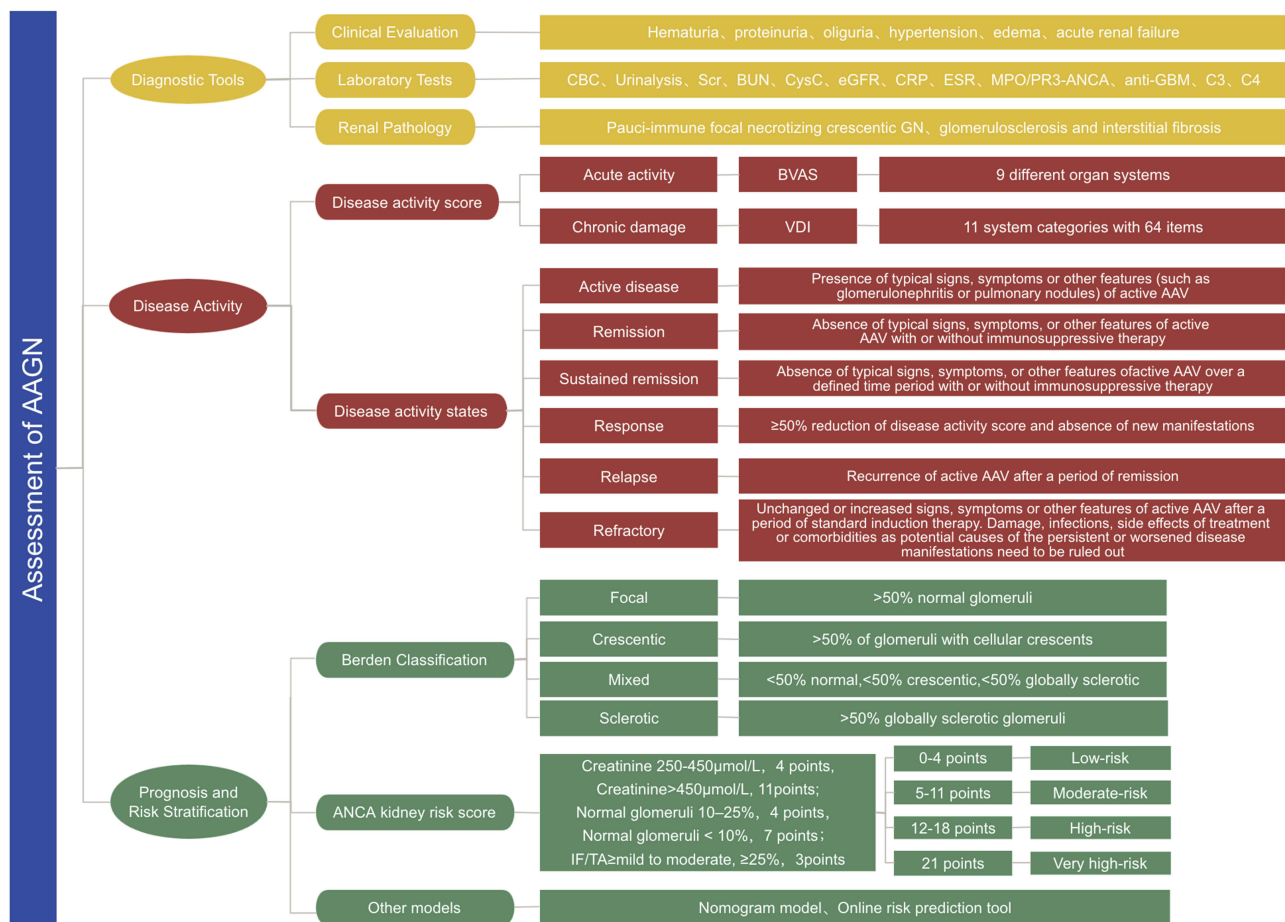 Assessment of AAGN
Diagnostic Tools
Clinical Evaluation
Hematuria、proteinuria、oliguria、hypertension、edema、acute renal failure
Laboratory Tests
CBC、Urinalysis、Scr、BUN、CysC、eGFR、CRP、ESR、MPO/PR3-ANCA、anti-GBM、C3、C4
Renal Pathology
Pauci-immune focal necrotizing crescentic GN、glomerulosclerosis and interstitial fibrosis
Disease Activity
Disease activity score
Acute activity
BVAS
9 different organ systems
Chronic damage
VDI
11 system categories with 64 items
Disease activity states
Active disease
Presence of typical signs, symptoms or other features (such as
glomerulonephritis or pulmonary nodules) of active AAV
Remission
Absence of typical signs, symptoms, or other features of active
AAV with or without immunosuppressive therapy
Sustained remission
Absence of typical signs, symptoms, or other features ofactive AAV over a
defined time period with or without immunosuppressive therapy
Response
≥50% reduction of disease activity score and absence of new manifestations
Relapse
Recurrence of active AAV after a period of remission
Refractory
Unchanged or increased signs, symptoms or other features of active AAV after a
period of standard induction therapy. Damage, infections, side effects of treatment
or comorbidities as potential causes of the persistent or worsened disease
manifestations need to be ruled out
Prognosis and
Risk Stratification
Berden Classification
Focal
>50% normal glomeruli
Crescentic
>50% of glomeruli with cellular crescents
Mixed
<50% normal,<50% crescentic,<50% globally sclerotic
Sclerotic
>50% globally sclerotic glomeruli
ANCA kidney risk score
Creatinine 250-450μmol/L，4 points,
Creatinine>450μmol/L, 11points;
Normal glomeruli 10–25%，4 points,
Normal glomeruli < 10%，7 points；
IF/TA≥mild to moderate, ≥25%，3points
0-4 points
Low-risk
5-11 points
Moderate-risk
12-18 points
High-risk
21 points
Very high-risk
Other models
Nomogram model、Online risk prediction tool